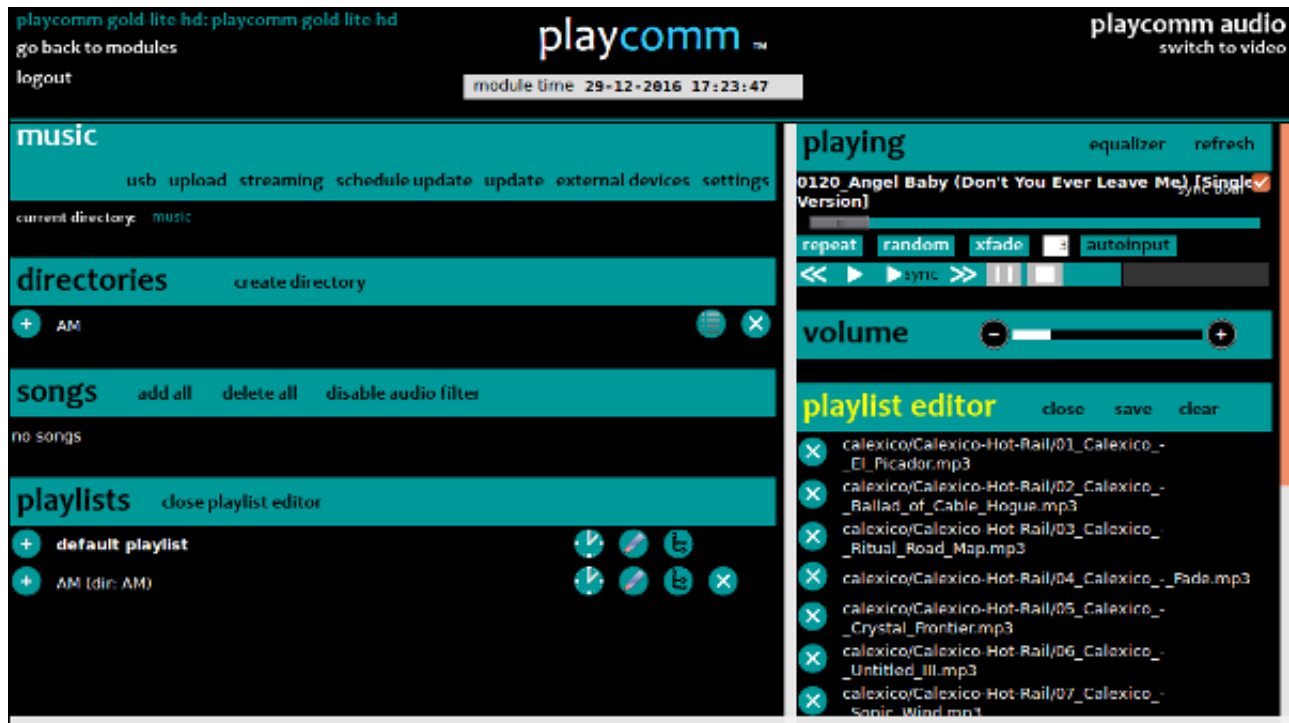 playcomm-gold-lite-hd: playcomm-gold-lite-hd
go back to modules
logout
playcomm ™
module time 29-12-2016 17:23:47
playcomm audio
switch to video
music
usb upload streaming schedule update update external devices settings
current directory: music
directories create directory
AM
songs add all delete all disable audio filter
no songs
playlists close playlist editor
default playlist
AM (dir: AM)
playing equalizer refresh
0120_Angel Baby (Don't You Ever Leave Me) [Single
Version]
repeat random xfade 3 autoinput
sync
volume
playlist editor close save clear
calexico/Calexico-Hot-Rail/01_Calexico_-
_El_Picador.mp3
calexico/Calexico-Hot-Rail/02_Calexico_-
_Ballad_of_Cable_Hogue.mp3
calexico/Calexico-Hot-Rail/03_Calexico_-
_Ritual_Road_Map.mp3
calexico/Calexico-Hot-Rail/04_Calexico_-_Fade.mp3
calexico/Calexico-Hot-Rail/05_Calexico_-
_Crystal_Frontier.mp3
calexico/Calexico-Hot-Rail/06_Calexico_-
_Untitled_III.mp3
calexico/Calexico-Hot-Rail/07_Calexico_-
_Sonic_Wind.mp3